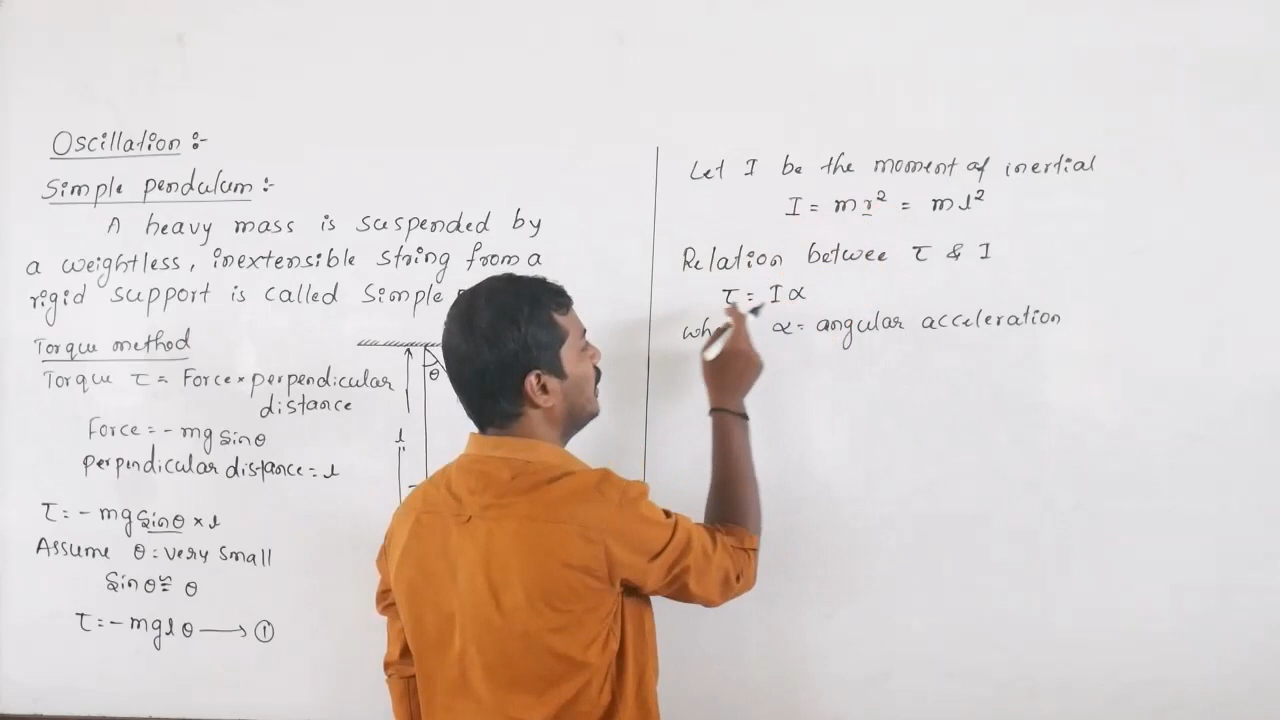 Oscillation :-
Simple pendulum :-
A heavy mass is suspended by
a weightless, inextensible string from a
rigid support is called Simple
Torque method
Torque τ = Force × perpendicular
distance
Force = - mg sinθ
perpendicular distance = l
τ = - mg sinθ × l
Assume θ = very small
Sin θ ≅ θ
τ = - mglθ ⟶ ①
θ
l
Let I be the moment of inertial
I = mr² = ml²
Relation betwee τ & I
τ = Iα
α = angular acceleration